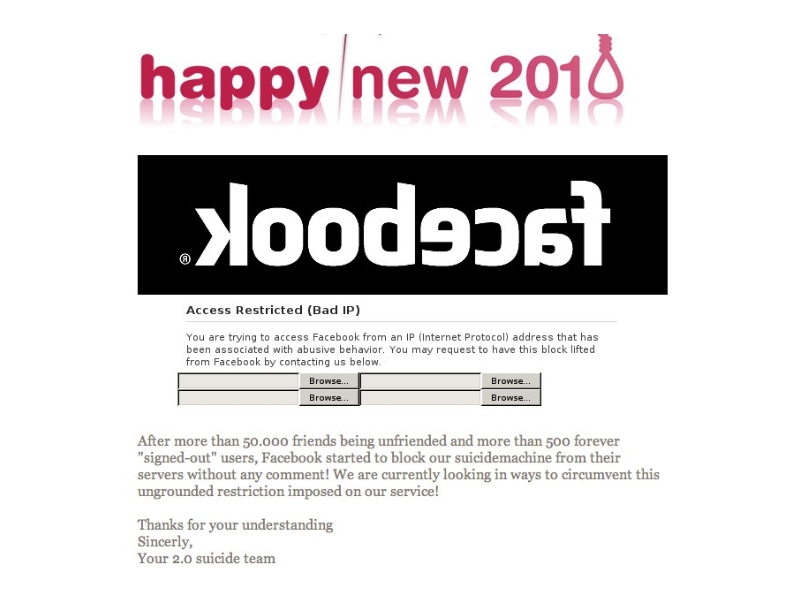 happy new 2010
facebook®
Access Restricted (Bad IP)
You are trying to access Facebook from an IP (Internet Protocol) address that has
been associated with abusive behavior. You may request to have this block lifted
from Facebook by contacting us below.
Browse... Browse...
Browse... Browse...
After more than 50.000 friends being unfriended and more than 500 forever
"signed-out" users, Facebook started to block our suicidemachine from their
servers without any comment! We are currently looking in ways to circumvent this
ungrounded restriction imposed on our service!
Thanks for your understanding
Sincerly,
Your 2.0 suicide team